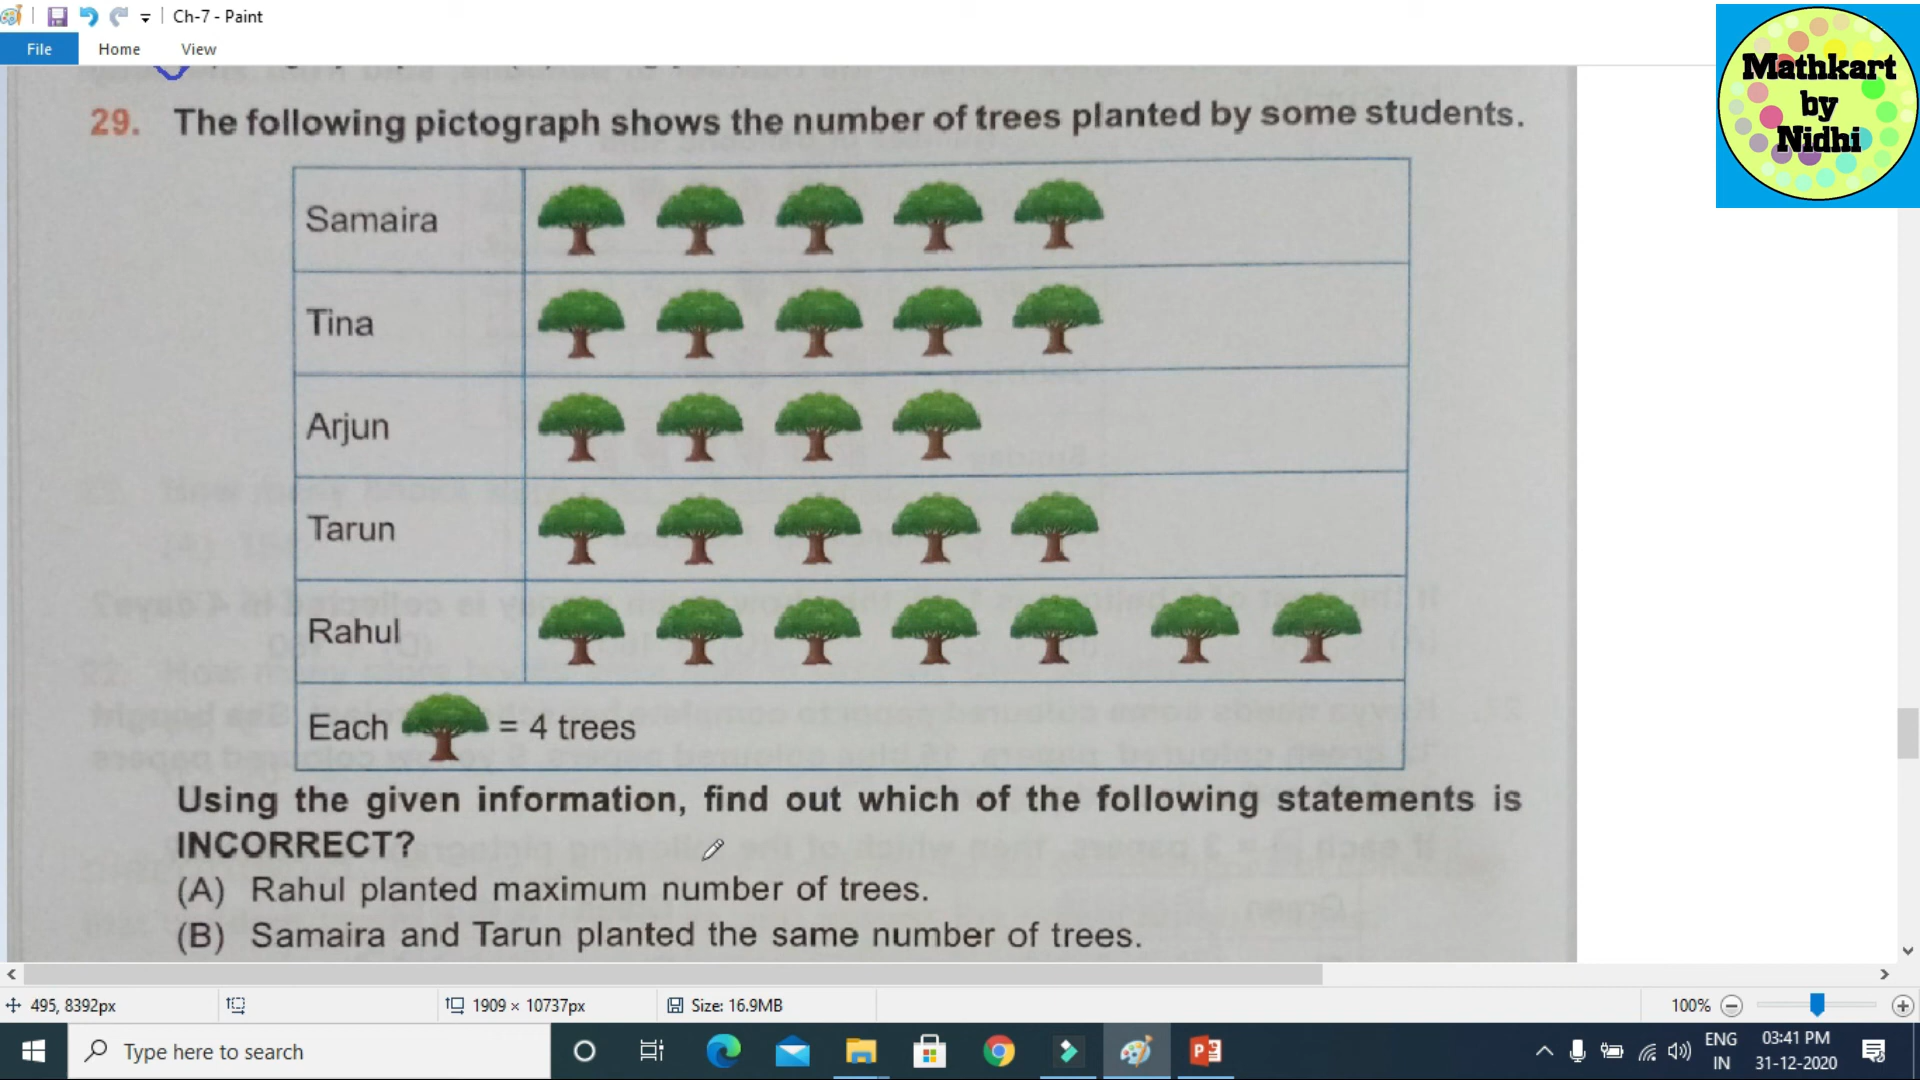 Ch-7 - Paint
File
Home
View
Mathkart
by
Nidhi
29. The following pictograph shows the number of trees planted by some students.
Samaira
Tina
Arjun
Tarun
Rahul
Each = 4 trees
Using the given information, find out which of the following statements is
INCORRECT?
(A) Rahul planted maximum number of trees.
(B) Samaira and Tarun planted the same number of trees.
495, 8392px
1909 × 10737px
Size: 16.9MB
100%
Type here to search
ENG
IN
03:41 PM
31-12-2020